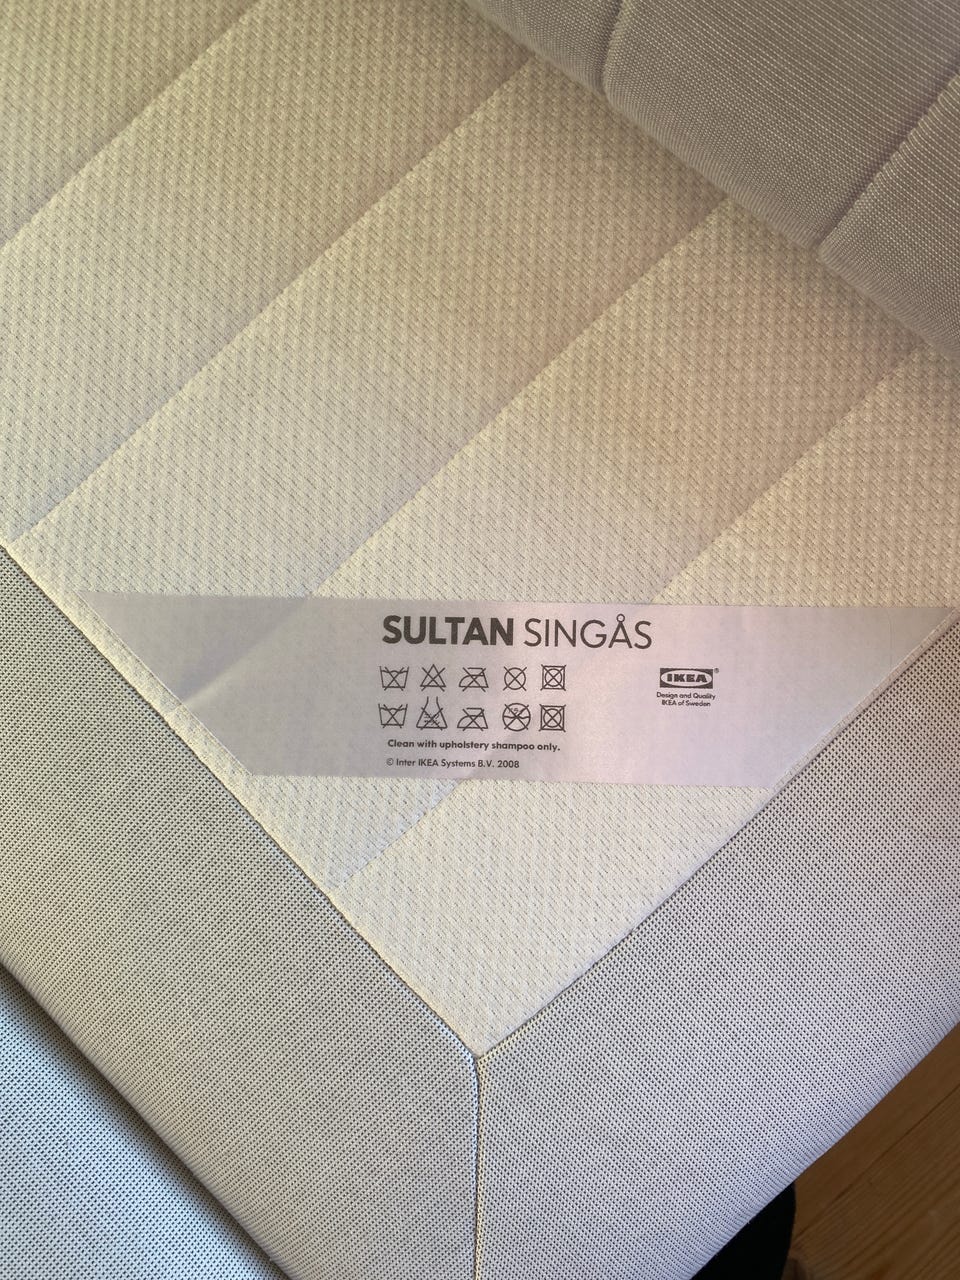 SULTAN SINGÅS
IKEA®
Design and Quality
IKEA of Sweden
Clean with upholstery shampoo only.
© Inter IKEA Systems B.V. 2008